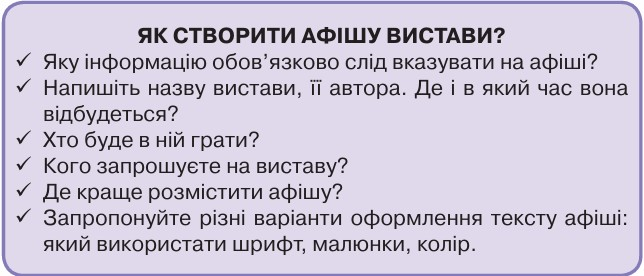 ЯК СТВОРИТИ АФІШУ ВИСТАВИ?
✓ Яку інформацію обов’язково слід вказувати на афіші?
✓ Напишіть назву вистави, її автора. Де і в який час вона
відбудеться?
✓ Хто буде в ній грати?
✓ Кого запрошуєте на виставу?
✓ Де краще розмістити афішу?
✓ Запропонуйте різні варіанти оформлення тексту афіші:
який використати шрифт, малюнки, колір.